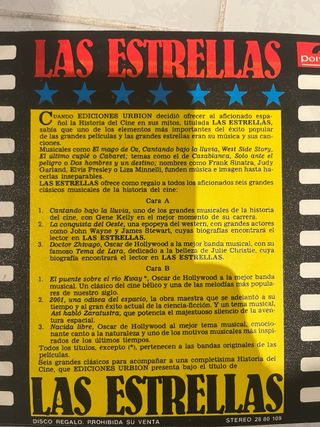 LAS ESTRELLAS
CUANDO EDICIONES URBION decidió ofrecer al aficionado espa-
ñol la Historia del Cine en sus mitos, titulada LAS ESTRELLAS,
sabía que uno de los elementos más importantes del éxito popular
de las grandes películas y las grandes estrellas eran su música y sus can-
ciones.
Musicales como El mago de Oz, Cantando bajo la lluvia, West Side Story,
El último cuplé o Cabaret; temas como el de Casablanca, Solo ante el
peligro o Dos hombres y un destino, nombres como Frank Sinatra, Judy
Garland, Elvis Presley o Liza Minnelli, funden música e imagen hasta ha-
cerlas inseparables.
LAS ESTRELLAS ofrece como regalo a todos los aficionados seis grandes
clásicos musicales de la historia del cine:
Cara A
1. Cantando bajo la lluvia, uno de los grandes musicales de la historia
del cine, con Gene Kelly en el mejor momento de su carrera.
2. La conquista del Oeste, una epopeya del western, con grandes actores,
como John Wayne y James Stewart, cuya biografías encontrará el
lector en LAS ESTRELLAS.
3. Doctor Zhivago, Oscar de Hollywood a la mejor banda musical, con su
famoso Tema de Lara, dedicado a la belleza de Julie Christie, cuya
biografía encontrará el lector en LAS ESTRELLAS.
Cara B
1. El puente sobre el río Kway*, Oscar de Hollywood a la mejor banda
musical. Un clásico del cine bélico y una de las melodías más popula-
res de nuestro siglo.
2. 2001, una odisea del espacio, la obra maestra que se adelantó a su
tiempo y al gran éxito actual de la ciencia-ficción. Y un tema musical,
Así habló Zaratustra, que potencia el majestuoso silencio de la aven-
tura espacial.
3. Nacida libre, Oscar de Hollywood al mejor tema musical, emocio-
nante canto a la naturaleza y uno de los motivos musicales más inspi-
rados de los últimos tiempos.
Todos los títulos, excepto (*), pertenecen a las bandas originales de las
películas.
Seis grandes clásicos para acompañar a una completísima Historia del
Cine, que EDICIONES URBION presenta bajo el título de
LAS ESTRELLAS
DISCO REGALO. PROHIBIDA SU VENTA STEREO 28 80 109